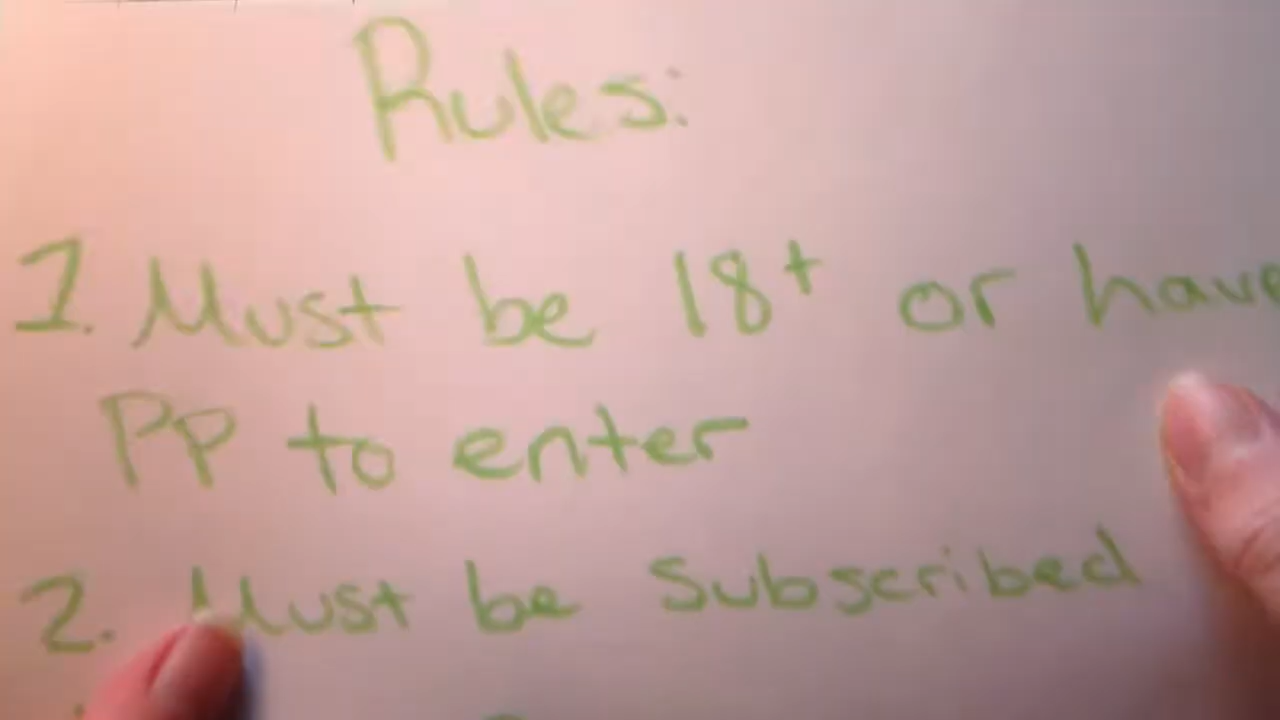 Rules:
1. Must be 18+ or have
PP to enter
2. Must be Subscribed